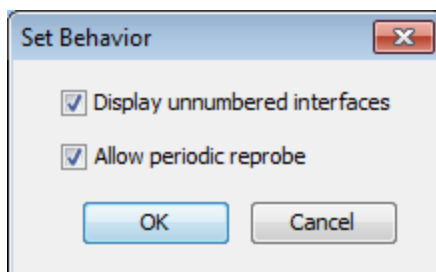 Set Behavior
Display unnumbered interfaces
Allow periodic reprobe
OK Cancel